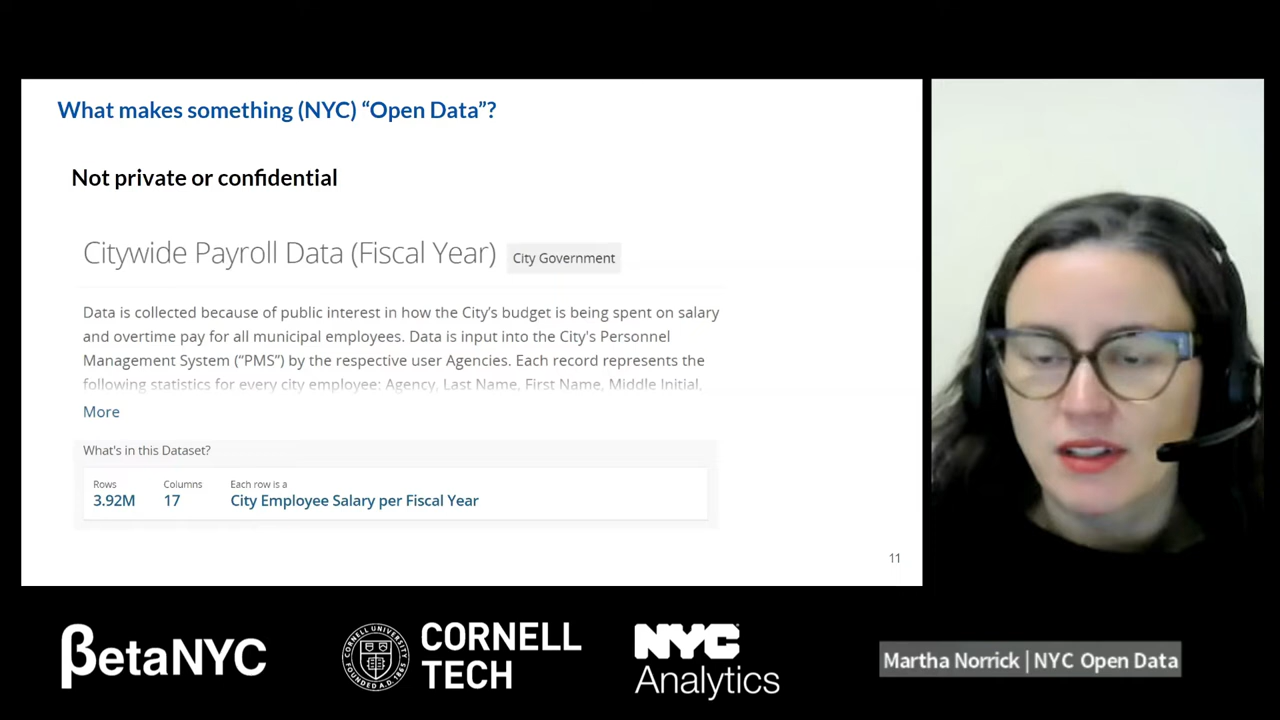 What makes something (NYC) “Open Data”?
Not private or confidential
Citywide Payroll Data (Fiscal Year) City Government
Data is collected because of public interest in how the City's budget is being spent on salary
and overtime pay for all municipal employees. Data is input into the City's Personnel
Management System (“PMS”) by the respective user Agencies. Each record represents the
following statistics for every city employee: Agency, Last Name, First Name, Middle Initial,
More
What's in this Dataset?
Rows Columns Each row is a
3.92M 17 City Employee Salary per Fiscal Year
11
βetaNYC
CORNELL
TECH
NYC
Analytics
Martha Norrick | NYC Open Data